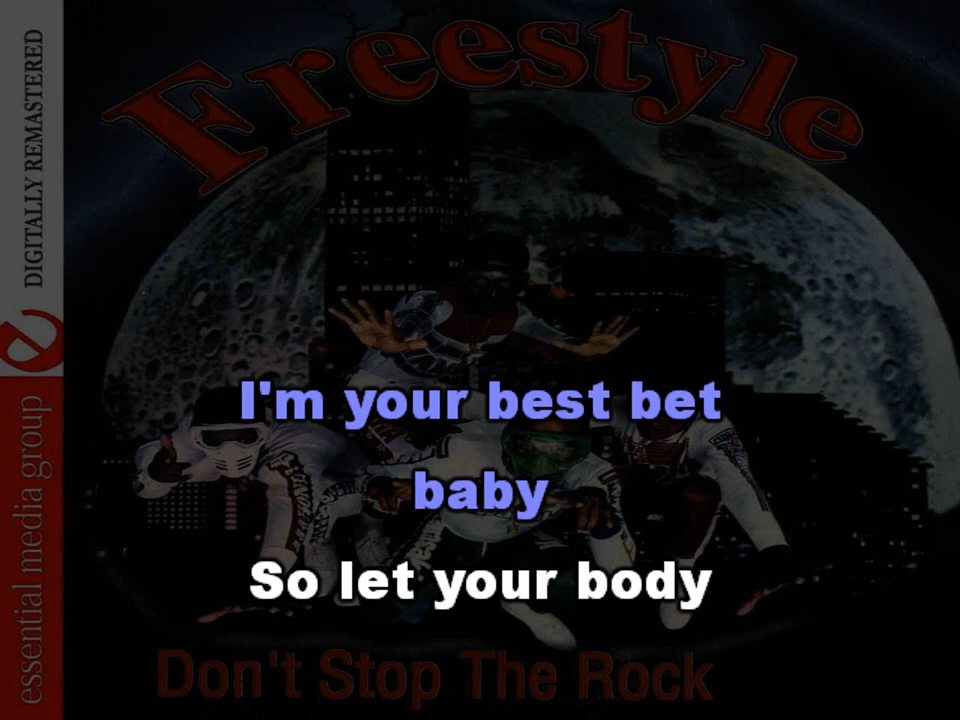 Freestyle
DIGITALLY REMASTERED
essential media group
I'm your best bet
baby
So let your body
Don't Stop The Rock